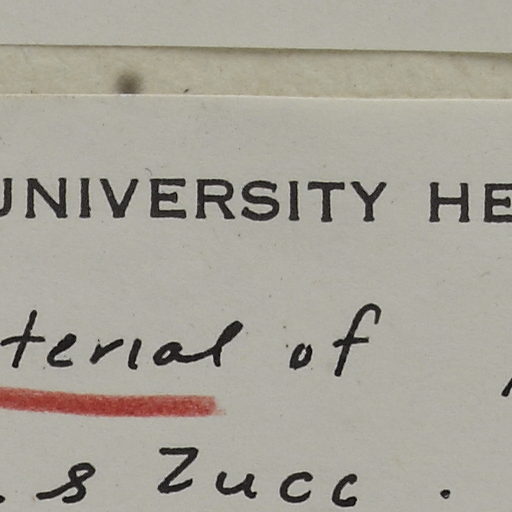 UNIVERSITY HE
terial of
. & Zucc.